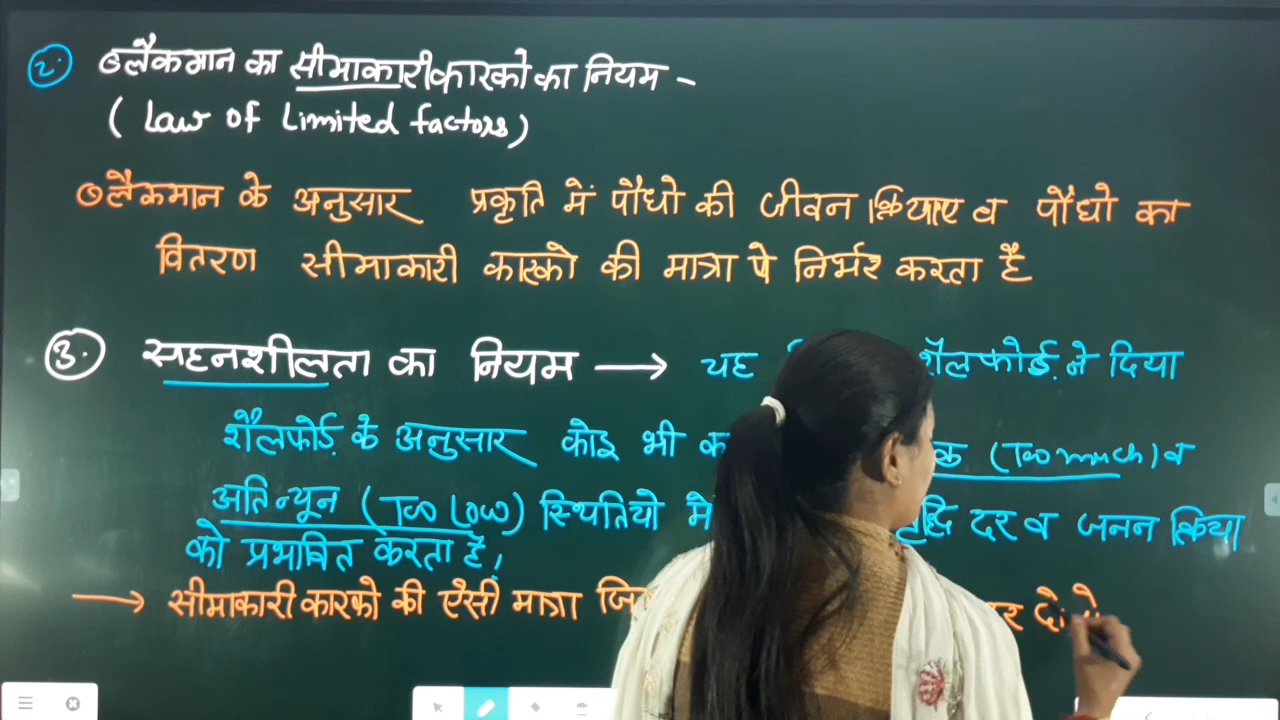 2. ब्लैकमान का सीमाकारी कारको का नियम -
( Law of Limited factors)
ब्लैकमान के अनुसार प्रकृति में पौधो की जीवन क्रियाए व पौधो का
वितरण सीमाकारी कारको की मात्रा पे निर्भर करता है
3. सहनशीलता का नियम → यह शैलफोर्ड ने दिया
शैलफोर्ड के अनुसार कोइ भी (Too much) व
अति न्यून (Too Low) स्थितियो मे दर व जनन क्रिया
को प्रभावित करता है।
→ सीमाकारी कारको की ऐसी मात्रा